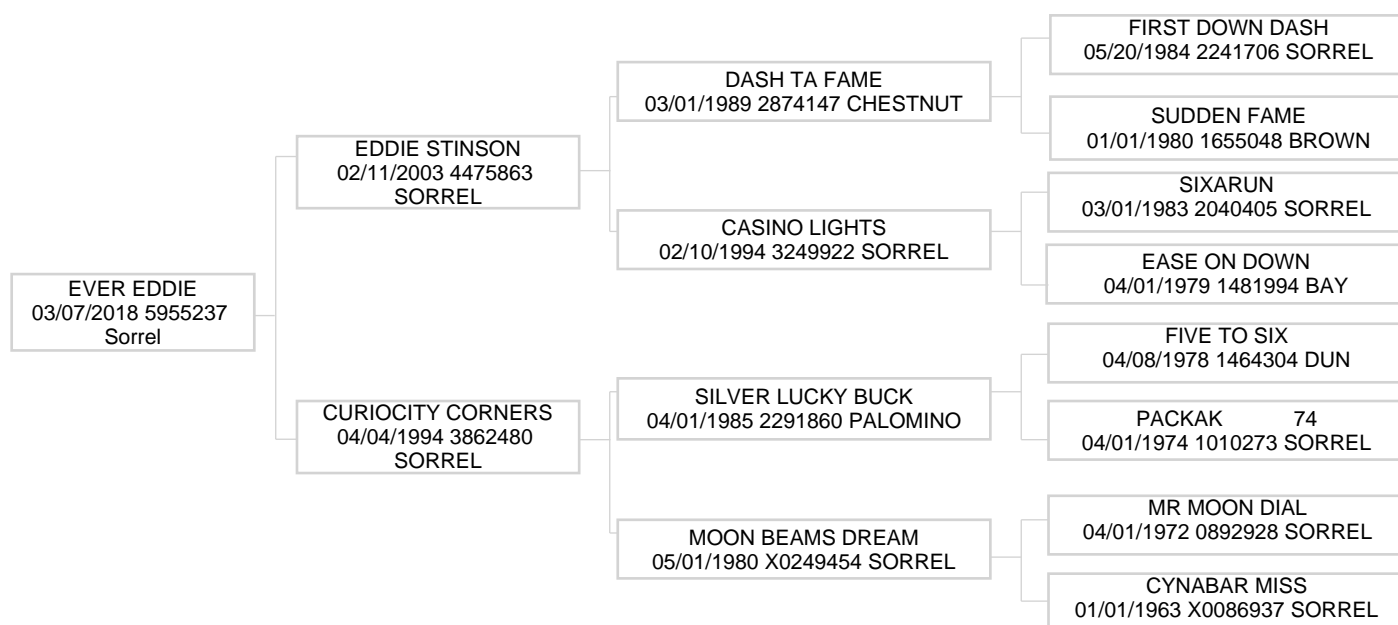 FIRST DOWN DASH
05/20/1984 2241706 SORREL
DASH TA FAME
03/01/1989 2874147 CHESTNUT
SUDDEN FAME
01/01/1980 1655048 BROWN
EDDIE STINSON
02/11/2003 4475863
SORREL
SIXARUN
03/01/1983 2040405 SORREL
CASINO LIGHTS
02/10/1994 3249922 SORREL
EASE ON DOWN
04/01/1979 1481994 BAY
EVER EDDIE
03/07/2018 5955237
Sorrel
FIVE TO SIX
04/08/1978 1464304 DUN
SILVER LUCKY BUCK
04/01/1985 2291860 PALOMINO
CURIOCITY CORNERS
04/04/1994 3862480
SORREL
PACKAK 74
04/01/1974 1010273 SORREL
MR MOON DIAL
04/01/1972 0892928 SORREL
MOON BEAMS DREAM
05/01/1980 X0249454 SORREL
CYNABAR MISS
01/01/1963 X0086937 SORREL